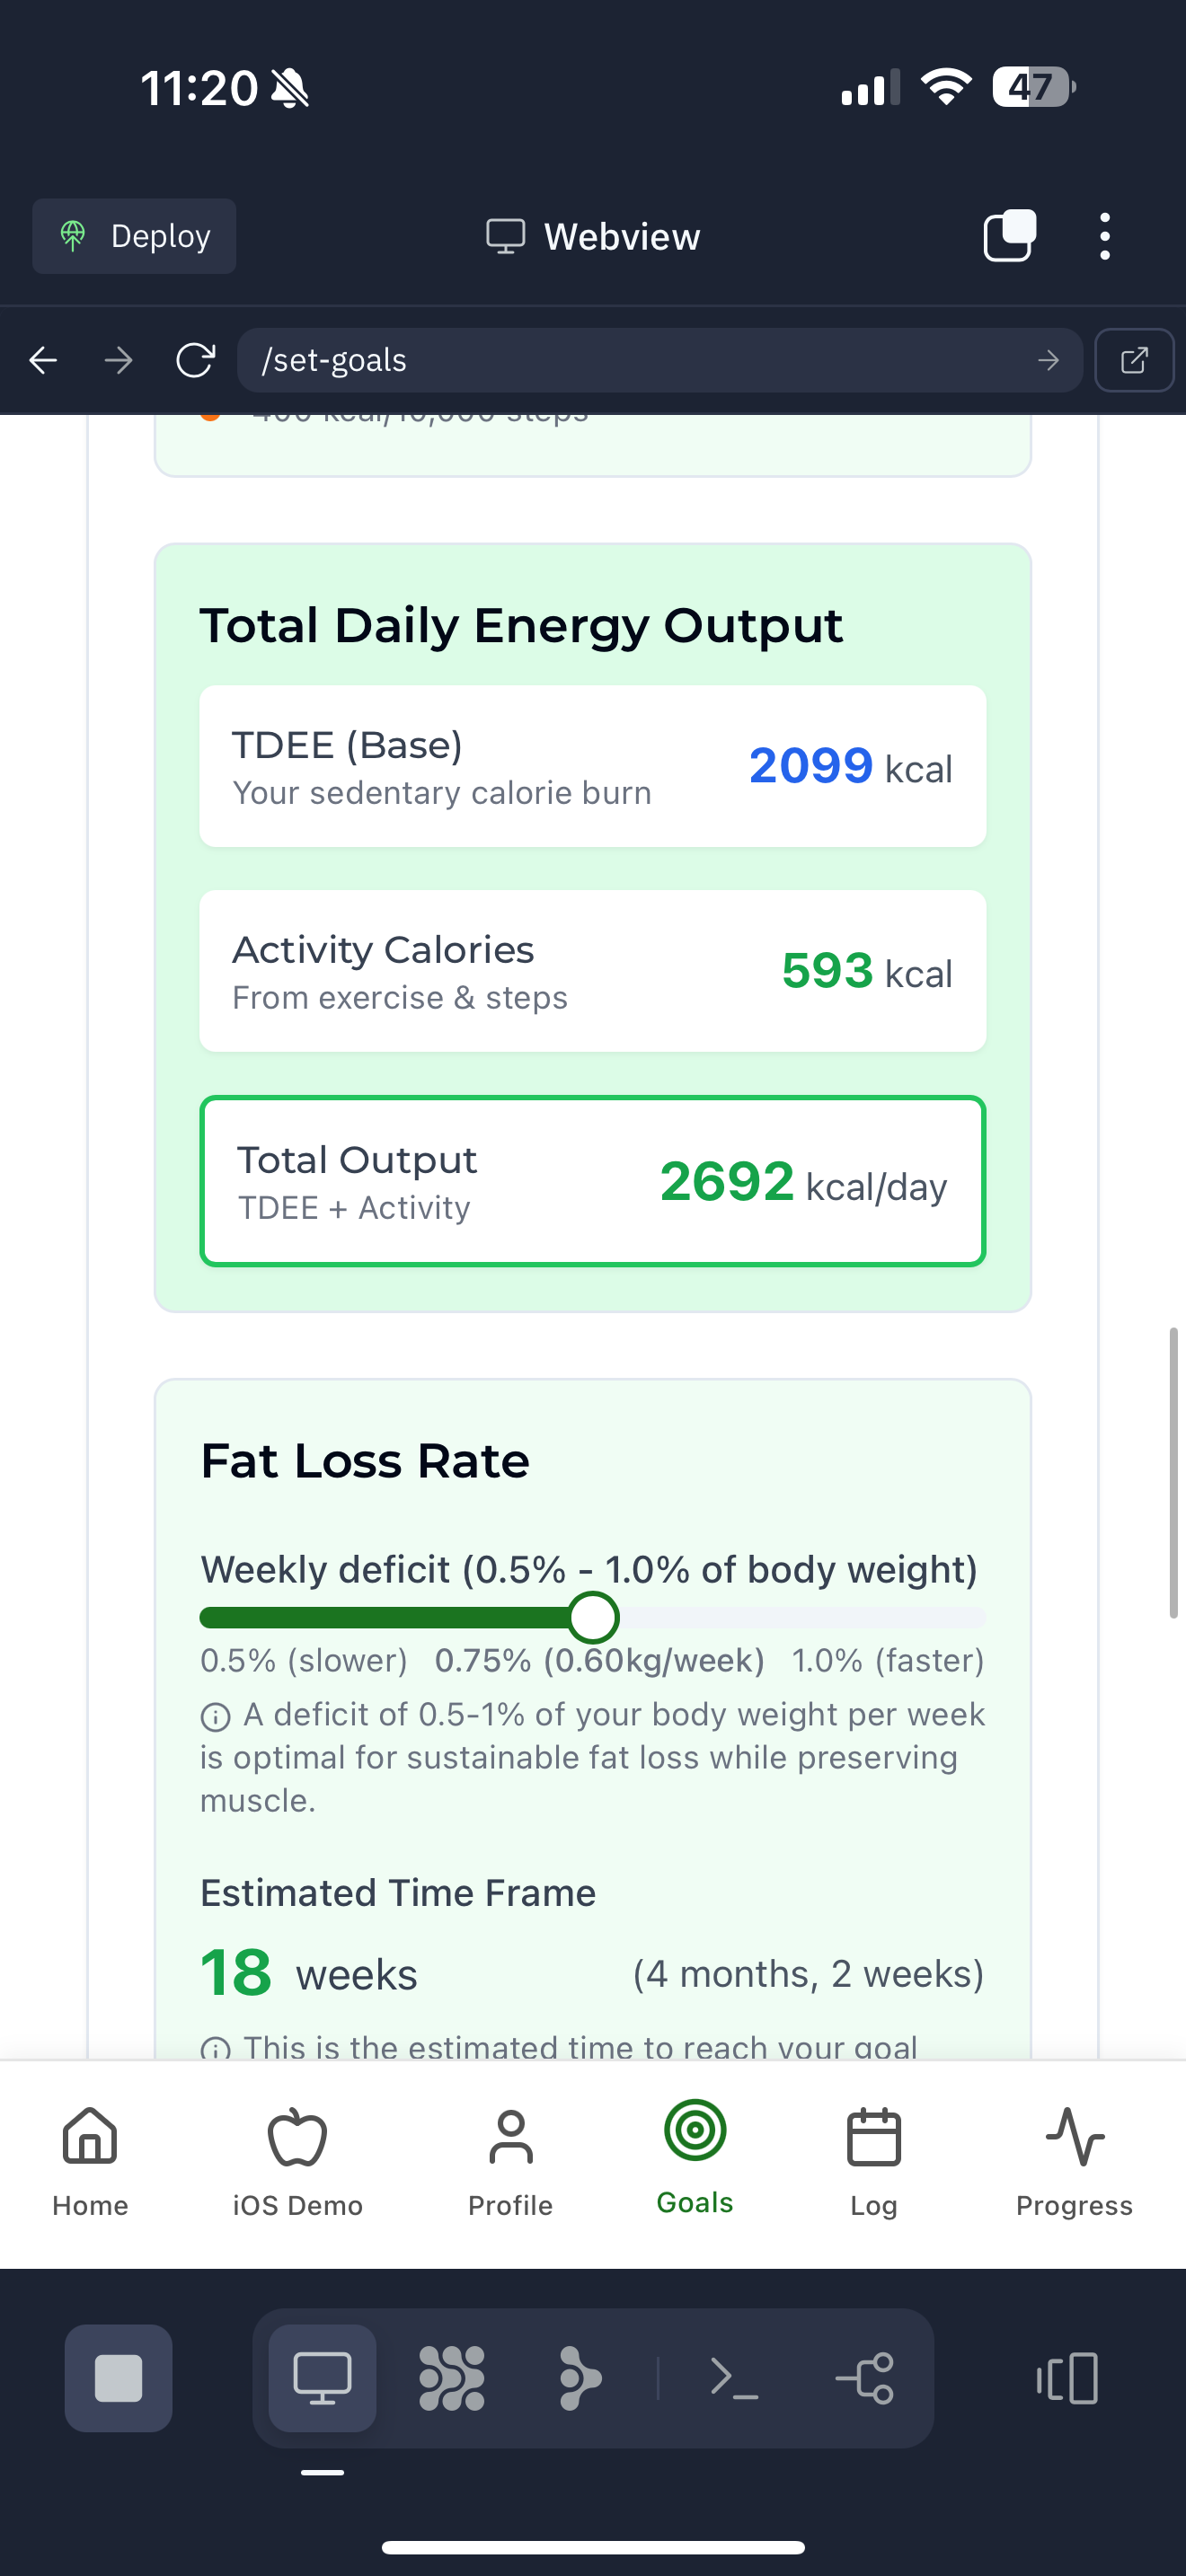 11:20
47
Deploy
Webview
/set-goals
400 kcal/10,000 steps
Total Daily Energy Output
TDEE (Base)
Your sedentary calorie burn
2099 kcal
Activity Calories
From exercise & steps
593 kcal
Total Output
TDEE + Activity
2692 kcal/day
Fat Loss Rate
Weekly deficit (0.5% - 1.0% of body weight)
0.5% (slower) 0.75% (0.60kg/week) 1.0% (faster)
A deficit of 0.5-1% of your body weight per week
is optimal for sustainable fat loss while preserving
muscle.
Estimated Time Frame
18 weeks (4 months, 2 weeks)
This is the estimated time to reach your goal
Home
iOS Demo
Profile
Goals
Log
Progress